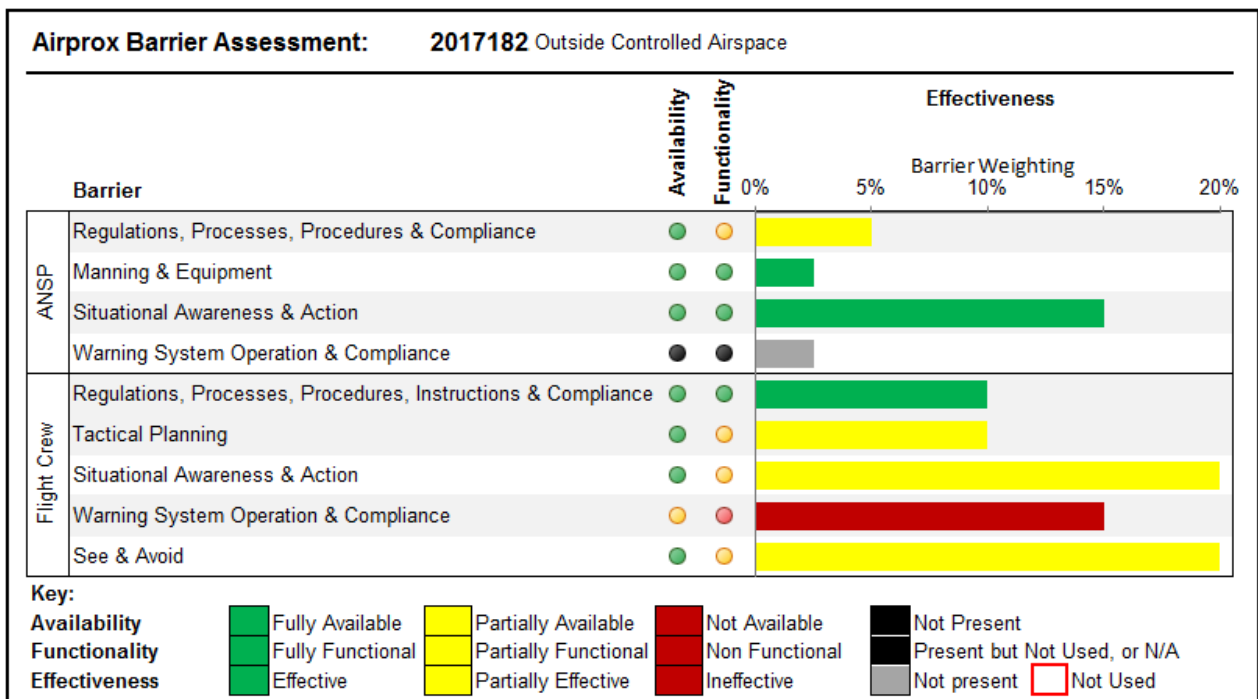 Airprox Barrier Assessment: 2017182 Outside Controlled Airspace
Availability
Functionality
Effectiveness
Barrier Weighting
Barrier
0% 5% 10% 15% 20%
ANSP
Regulations, Processes, Procedures & Compliance
Manning & Equipment
Situational Awareness & Action
Warning System Operation & Compliance
Flight Crew
Regulations, Processes, Procedures, Instructions & Compliance
Tactical Planning
Situational Awareness & Action
Warning System Operation & Compliance
See & Avoid
Key:
Availability Fully Available Partially Available Not Available Not Present
Functionality Fully Functional Partially Functional Non Functional Present but Not Used, or N/A
Effectiveness Effective Partially Effective Ineffective Not present Not Used